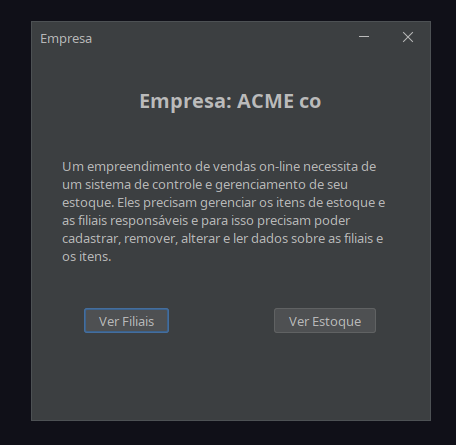 Empresa
Empresa: ACME co
Um empreendimento de vendas on-line necessita de
um sistema de controle e gerenciamento de seu
estoque. Eles precisam gerenciar os itens de estoque e
as filiais responsáveis e para isso precisam poder
cadastrar, remover, alterar e ler dados sobre as filiais e
os itens.
Ver Filiais
Ver Estoque